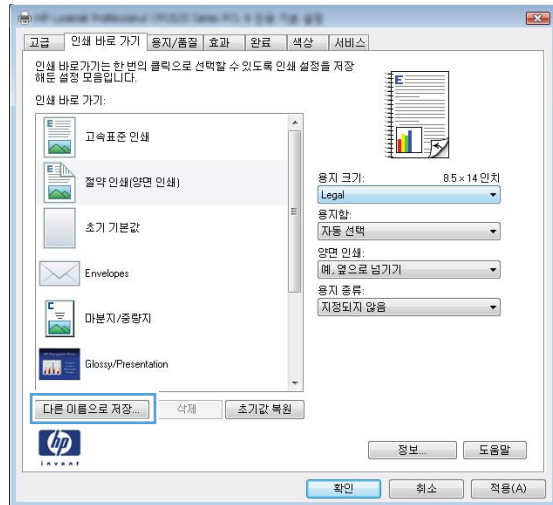 고급 인쇄 바로 가기 용지/품질 효과 완료 색상 서비스
인쇄 바로가기는 한 번의 클릭으로 선택할 수 있도록 인쇄 설정을 저장
해둔 설정 모음입니다.
인쇄 바로 가기:
고속표준 인쇄
절약 인쇄(양면 인쇄)
초기 기본값
Envelopes
마분지/중량지
Glossy/Presentation
다른 이름으로 저장... 삭제 초기값 복원
E
용지 크기: 8.5 × 14 인치
Legal
용지함:
자동 선택
양면 인쇄:
예, 옆으로 넘기기
용지 종류:
지정되지 않음
hp
invent
정보... 도움말
확인 취소 적용(A)